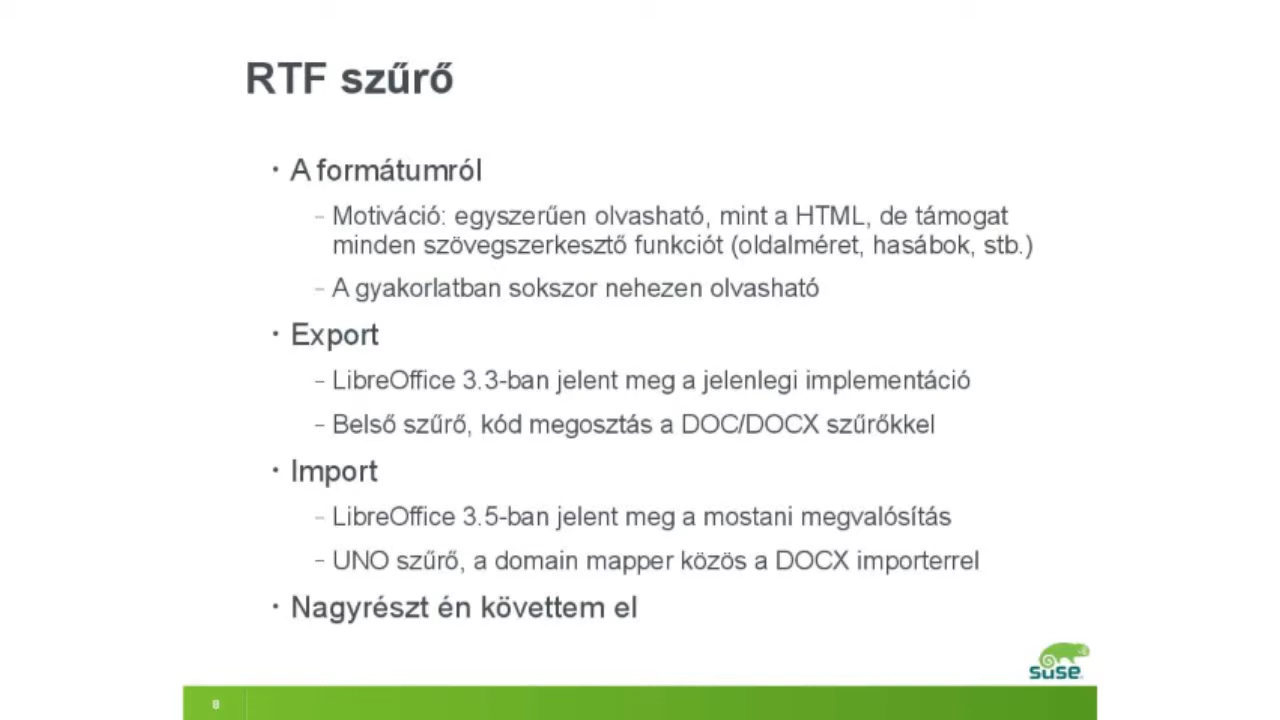 RTF szűrő
· A formátumról
– Motiváció: egyszerűen olvasható, mint a HTML, de támogat
minden szövegszerkesztő funkciót (oldalméret, hasábok, stb.)
– A gyakorlatban sokszor nehezen olvasható
· Export
– LibreOffice 3.3-ban jelent meg a jelenlegi implementáció
– Belső szűrő, kód megosztás a DOC/DOCX szűrőkkel
· Import
– LibreOffice 3.5-ban jelent meg a mostani megvalósítás
– UNO szűrő, a domain mapper közös a DOCX importerrel
· Nagyrészt én követtem el
suse
8